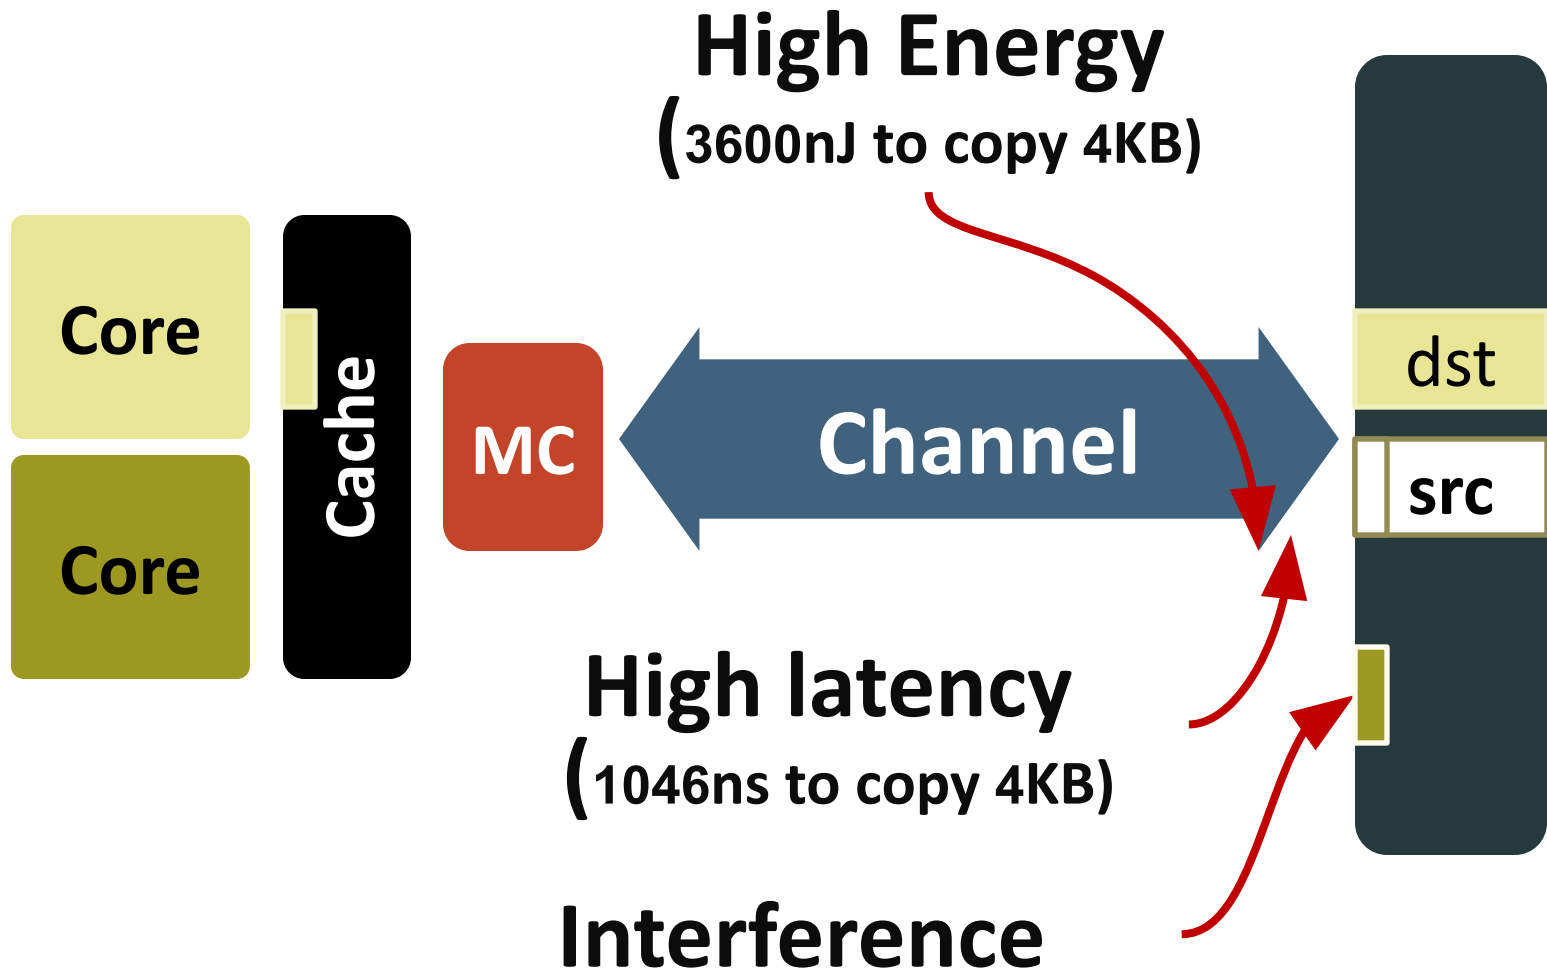 High Energy
(3600nJ to copy 4KB)
Core
Core
Cache
MC
Channel
dst
src
High latency
(1046ns to copy 4KB)
Interference